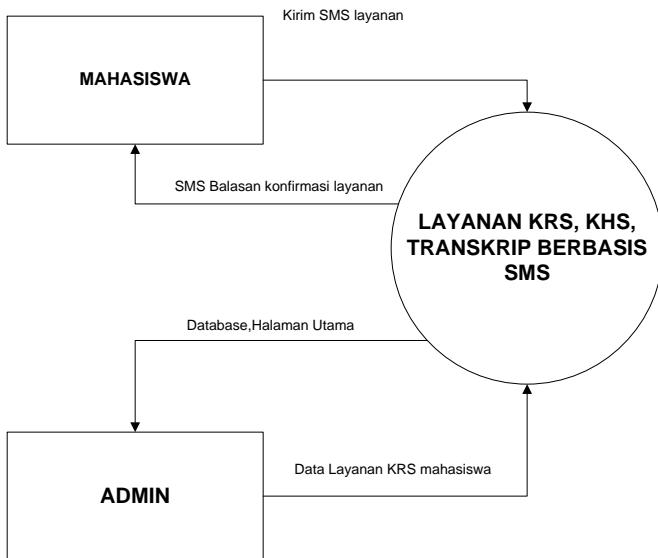 Kirim SMS layanan
MAHASISWA
SMS Balasan konfirmasi layanan
LAYANAN KRS, KHS,
TRANSKRIP BERBASIS
SMS
Database,Halaman Utama
Data Layanan KRS mahasiswa
ADMIN